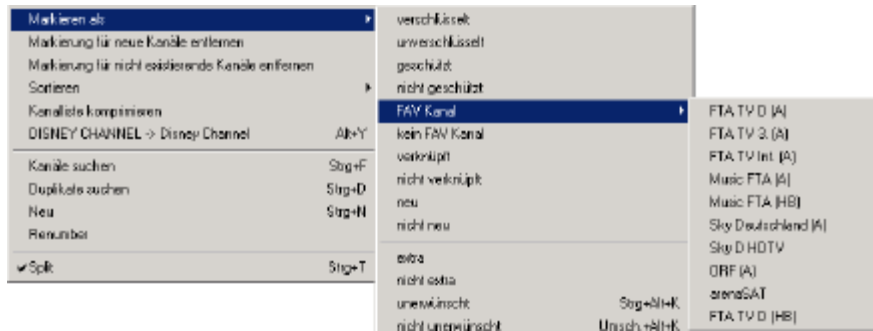 Markieren als
Markierung für neue Kanäle entfernen
Markierung für nicht existierende Kanäle entfernen
Sortieren
Kanalliste komprimieren
DISNEY CHANNEL -> Disney Channel Alt+Y
Kanäle suchen Strg+F
Duplikate suchen Strg+D
Neu Strg+N
Renumber
Split Strg+T
verschlüsselt
unverschlüsselt
geschützt
nicht geschützt
FAV Kanal
kein FAV Kanal
verknüpft
nicht verknüpft
neu
nicht neu
extra
nicht extra
unerwünscht Strg+Alt+K
nicht unerwünscht Umsch.+Alt+K
FTA TV D (A)
FTA TV 3. (A)
FTA TV Int. (A)
Music FTA (A)
Music FTA (HB)
Sky Deutschland (A)
Sky D HDTV
ORF (A)
arenaSAT
FTA TV D (HB)